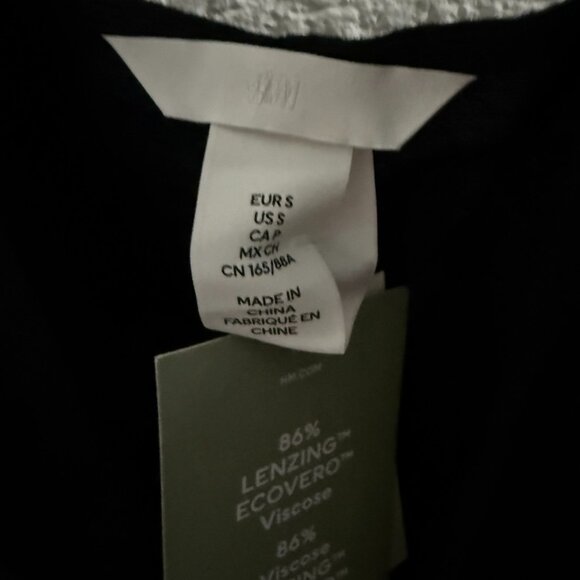 H&M
EUR S
US S
CA P
MX CH
CN 165/88A
MADE IN
CHINA
FABRIQUÉ EN
CHINE
HM.COM
86%
LENZING™
ECOVERO™
Viscose
86%
Viscose